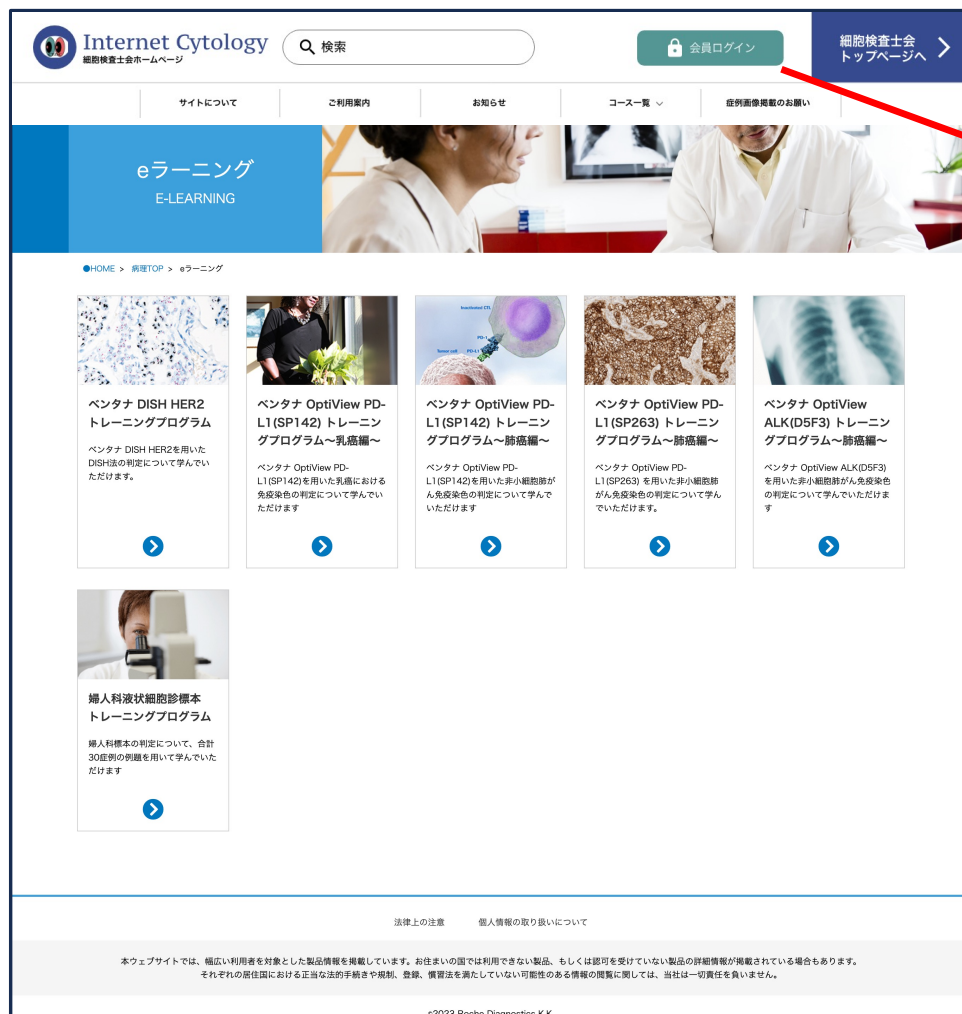 Internet Cytology
細胞検査士会ホームページ
検索
会員ログイン
細胞検査士会
トップページへ
サイトについて
ご利用案内
お知らせ
コース一覧
症例画像掲載のお願い
eラーニング
E-LEARNING
HOME > 病理TOP > eラーニング
ベンタナ DISH HER2
トレーニングプログラム
ベンタナ DISH HER2を用いた
DISH法の判定について学んでい
ただけます。
Inactivated CTL
PD-1
Tumor cell PD-L1
ベンタナ OptiView PD-
L1(SP142) トレーニン
グプログラム〜乳癌編〜
ベンタナ OptiView PD-
L1(SP142)を用いた乳癌における
免疫染色の判定について学んでい
ただけます
ベンタナ OptiView PD-
L1(SP142) トレーニン
グプログラム〜肺癌編〜
ベンタナ OptiView PD-
L1(SP142)を用いた非小細胞肺が
ん免疫染色の判定について学んで
いただけます
ベンタナ OptiView PD-
L1(SP263) トレーニン
グプログラム〜肺癌編〜
ベンタナ OptiView PD-
L1(SP263) を用いた非小細胞肺
がん免疫染色の判定について学ん
でいただけます。
ベンタナ OptiView
ALK(D5F3) トレーニン
グプログラム〜肺癌編〜
ベンタナ OptiView ALK(D5F3)
を用いた非小細胞肺がん免疫染色
の判定について学んでいただけま
す
婦人科液状細胞診標本
トレーニングプログラム
婦人科標本の判定について、合計
30症例の例題を用いて学んでいた
だけます
法律上の注意
個人情報の取り扱いについて
本ウェブサイトでは、幅広い利用者を対象とした製品情報を掲載しています。お住まいの国では利用できない製品、もしくは認可を受けていない製品の詳細情報が掲載されている場合もあります。
それぞれの居住国における正当な法的手続きや規制、登録、慣習法を満たしていない可能性のある情報の閲覧に関しては、当社は一切責任を負いません。
©2023 Roche Diagnostics K.K.